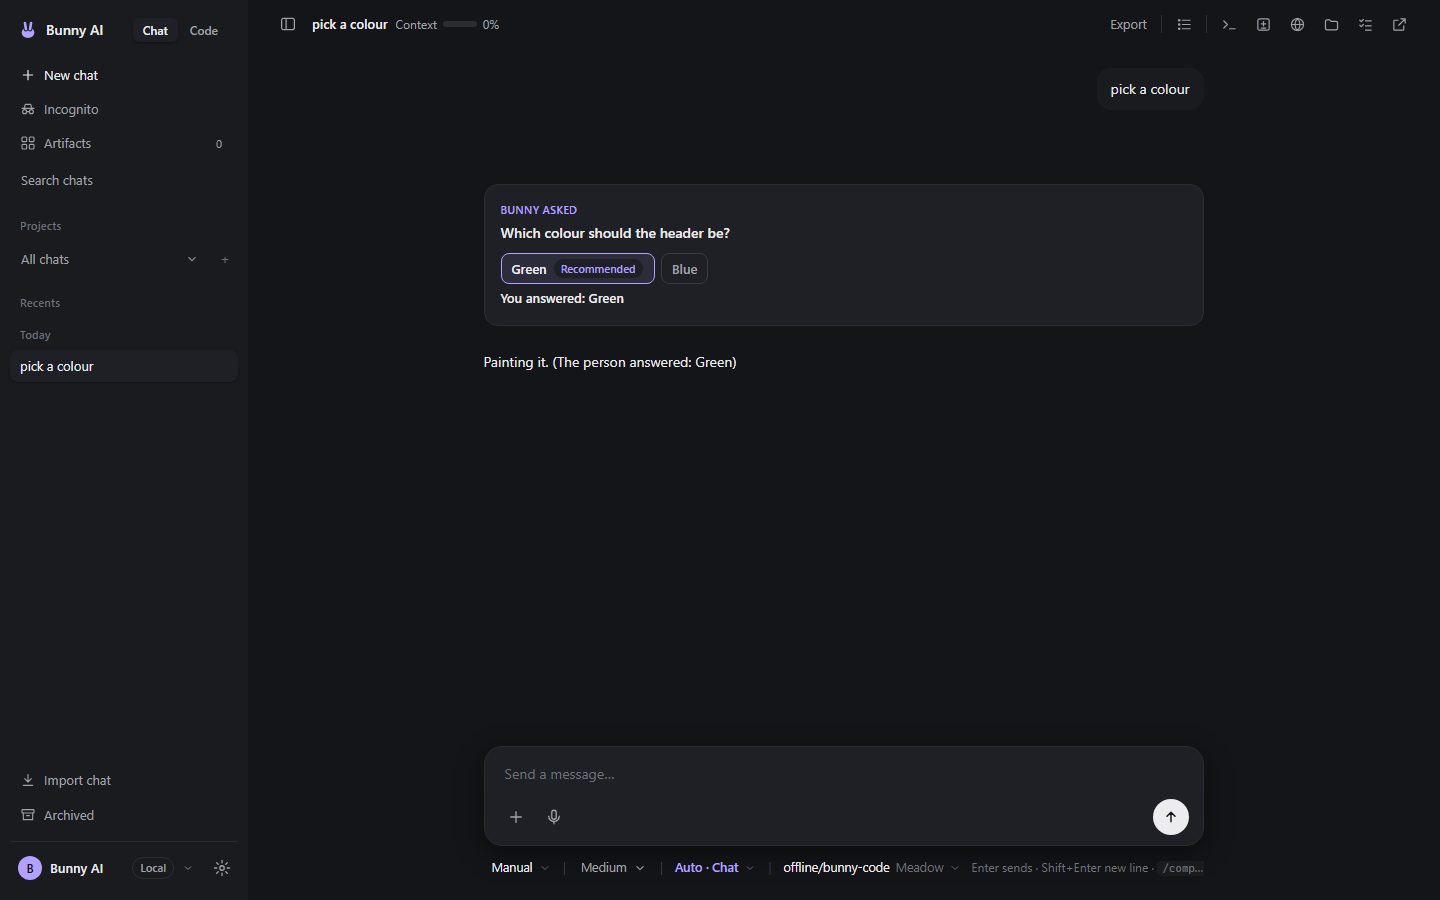 Bunny AI Chat Code
New chat
Incognito
Artifacts 0
Search chats
Projects
All chats +
Recents
Today
pick a colour
Import chat
Archived
B Bunny AI Local
pick a colour Context 0% Export
pick a colour
BUNNY ASKED
Which colour should the header be?
Green Recommended Blue
You answered: Green
Painting it. (The person answered: Green)
Send a message...
Manual Medium Auto · Chat offline/bunny-code Meadow Enter sends · Shift+Enter new line · /comp...